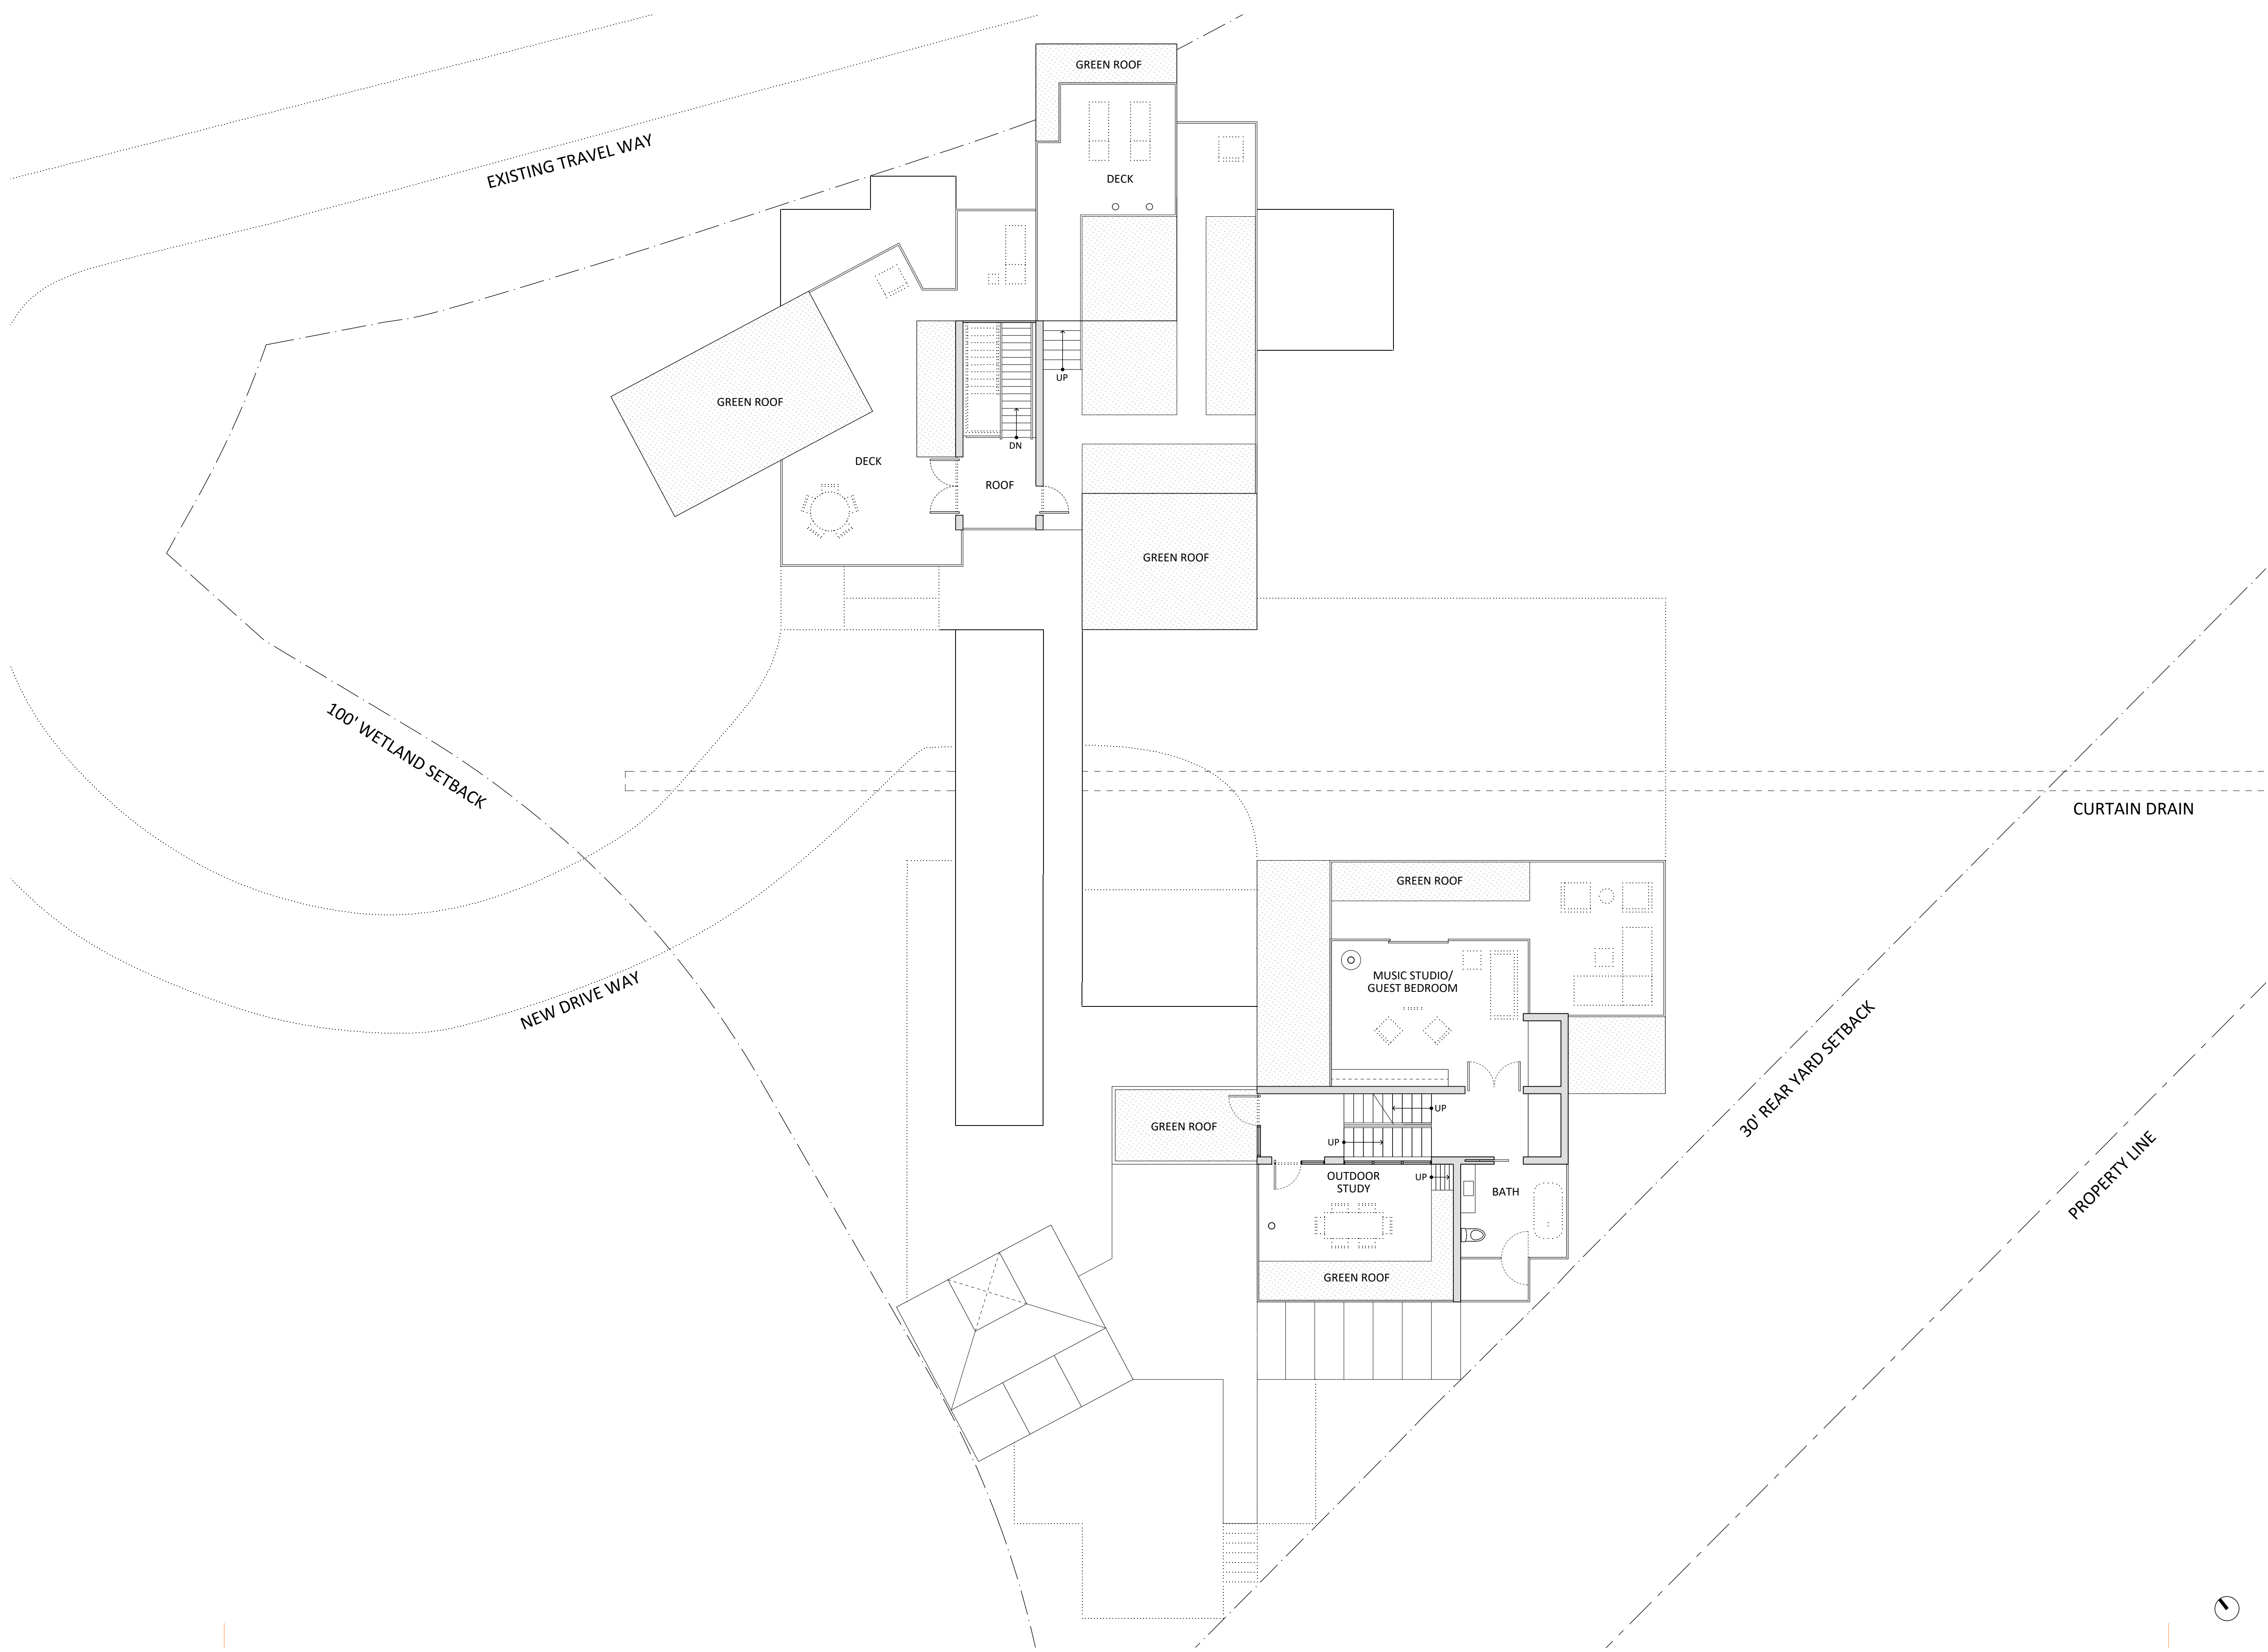 GREEN ROOF
EXISTING TRAVEL WAY
DECK
UP
GREEN ROOF
DN
DECK
ROOF
GREEN ROOF
100' WETLAND SETBACK
CURTAIN DRAIN
GREEN ROOF
MUSIC STUDIO/
GUEST BEDROOM
NEW DRIVE WAY
30' REAR YARD SETBACK
UP
GREEN ROOF
UP
OUTDOOR
STUDY
UP
BATH
PROPERTY LINE
GREEN ROOF